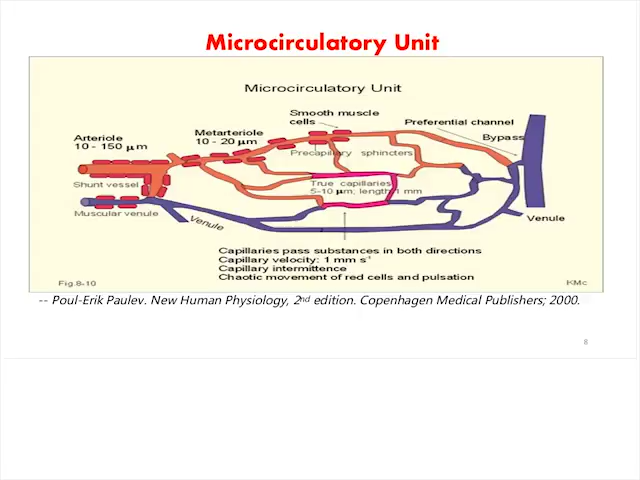 Microcirculatory Unit
Microcirculatory Unit
Smooth muscle
cells
Preferential channel
Bypass
Metarteriole
10 - 20 μm
Arteriole
10 - 150 μm
Precapillary sphincters
Shunt vessel
True capillaries
5-10 μm; length 1 mm
Muscular venule
Venule
Venule
Capillaries pass substances in both directions
Capillary velocity: 1 mm s⁻¹
Capillary intermittence
Chaotic movement of red cells and pulsation
Fig.8-10
KMc
-- Poul-Erik Paulev. New Human Physiology, 2nd edition. Copenhagen Medical Publishers; 2000.
8